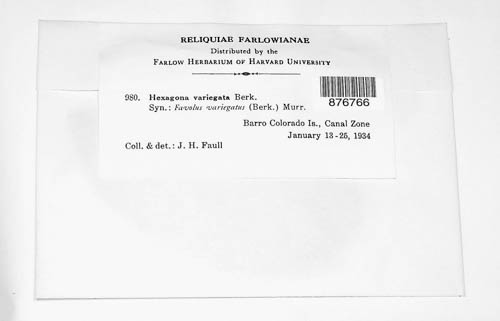 RELIQUIAE FARLOWIANAE
Distributed by the
FARLOW HERBARIUM OF HARVARD UNIVERSITY
980. Hexagona variegata Berk.
Syn.: Favolus variegatus (Berk.) Murr.
876766
Barro Colorado Is., Canal Zone
January 13-25, 1934
Coll. & det.: J. H. Faull